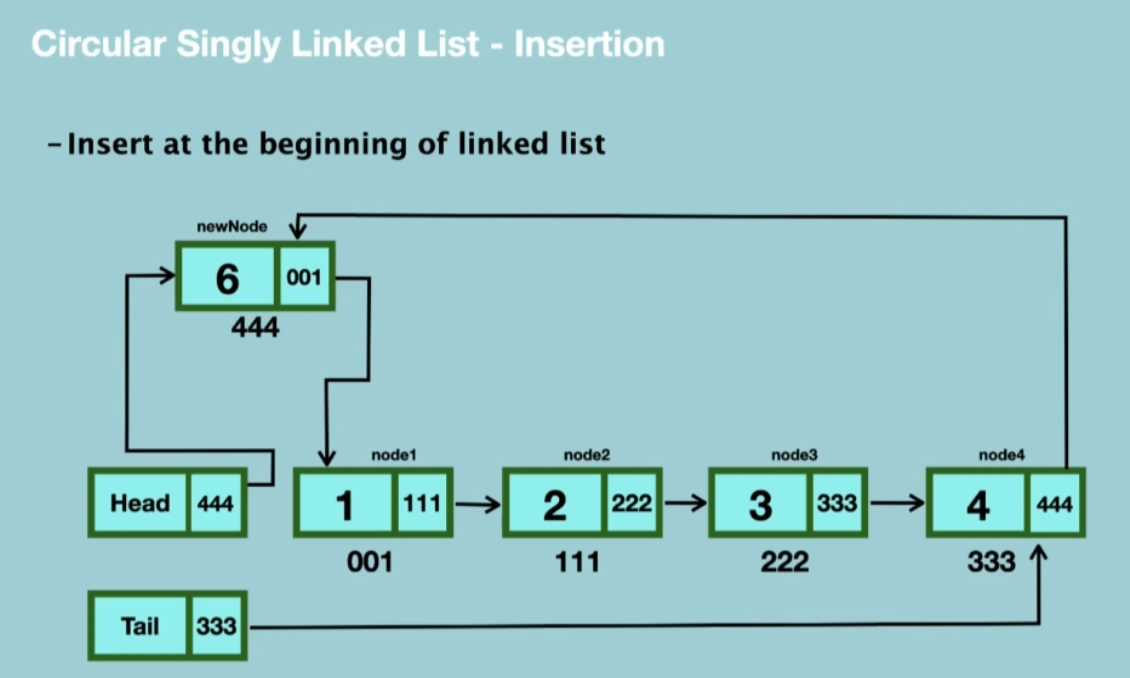 Circular Singly Linked List - Insertion
– Insert at the beginning of linked list
newNode
6 001
444
node1 node2 node3 node4
Head 444 1 111 2 222 3 333 4 444
001 111 222 333
Tail 333